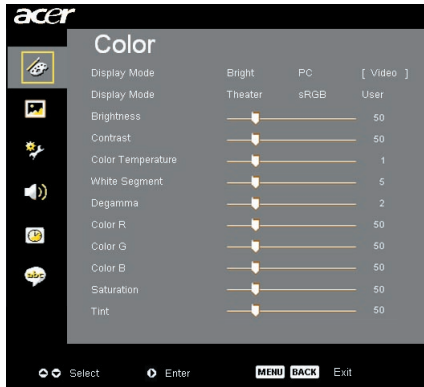 acer
Color
Display Mode Bright PC [ Video ]
Display Mode Theater sRGB User
Brightness 50
Contrast 50
Color Temperature 1
White Segment 5
Degamma 2
Color R 50
Color G 50
Color B 50
Saturation 50
Tint 50
abc
Select Enter MENU BACK Exit